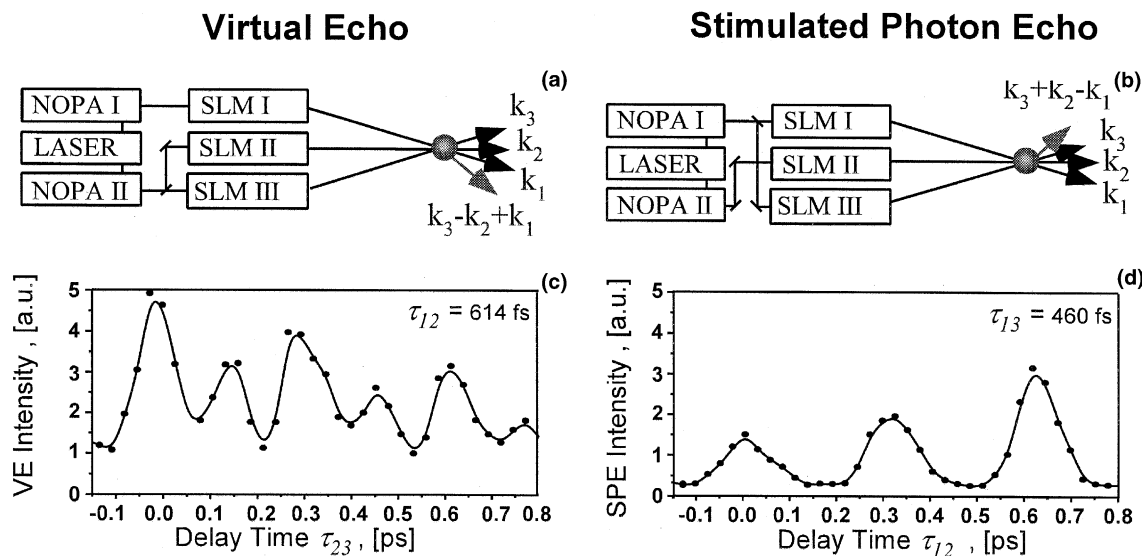 Virtual Echo
Stimulated Photon Echo
(a)
NOPA I
SLM I
LASER
SLM II
NOPA II
SLM III
k3
k2
k1
k3-k2+k1
(b)
k3+k2-k1
NOPA I
SLM I
LASER
SLM II
NOPA II
SLM III
k3
k2
k1
(c)
VE Intensity , [a.u.]
5
4
3
2
1
0
τ12 = 614 fs
-0.1 0.0 0.1 0.2 0.3 0.4 0.5 0.6 0.7 0.8
Delay Time τ23 , [ps]
(d)
SPE Intensity , [a.u.]
5
4
3
2
1
0
τ13 = 460 fs
-0.1 0.0 0.1 0.2 0.3 0.4 0.5 0.6 0.7 0.8
Delay Time τ12 , [ps]